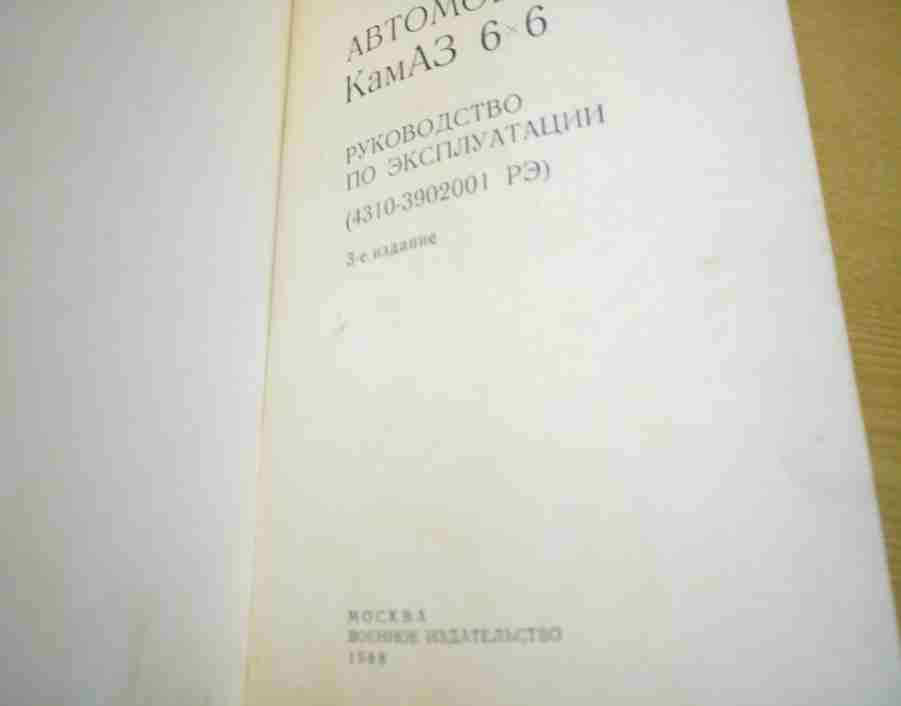 КамАЗ 6×6
РУКОВОДСТВО
ПО ЭКСПЛУАТАЦИИ
(4310-3902001 РЭ)
3-е издание
МОСКВА
ВОЕННОЕ ИЗДАТЕЛЬСТВО